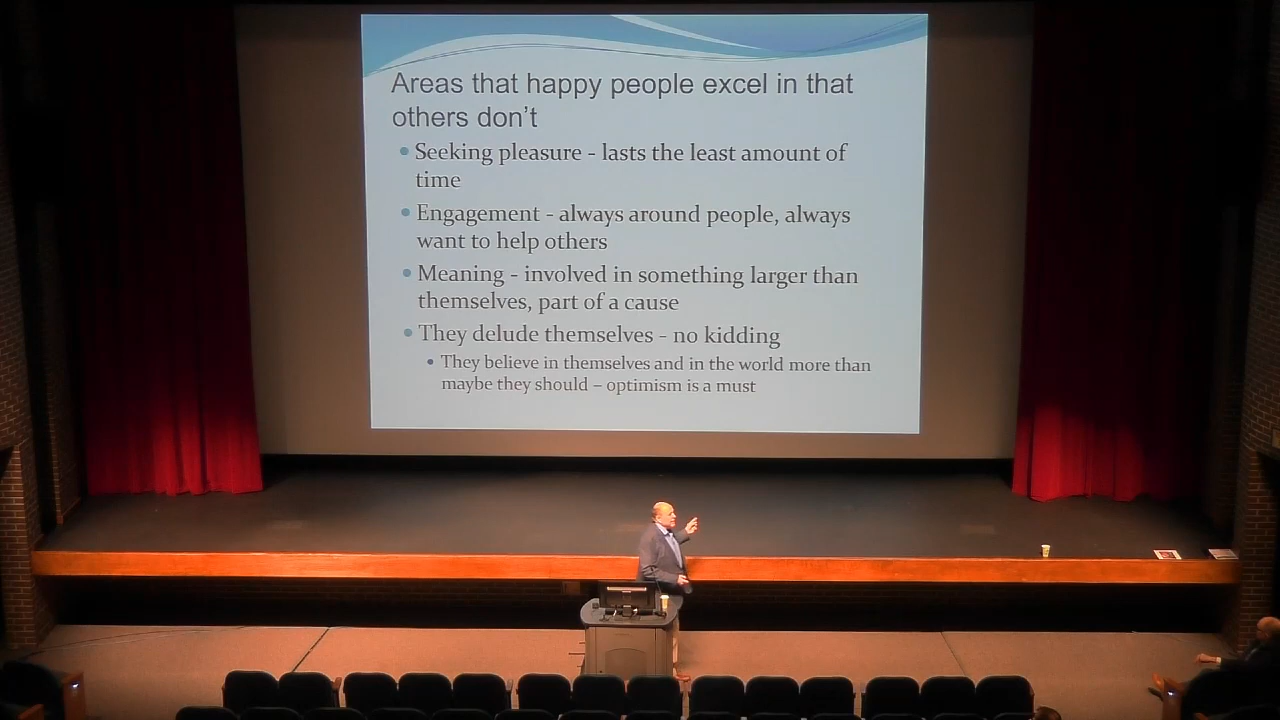 Areas that happy people excel in that
others don't
• Seeking pleasure - lasts the least amount of
time
• Engagement - always around people, always
want to help others
• Meaning - involved in something larger than
themselves, part of a cause
• They delude themselves - no kidding
• They believe in themselves and in the world more than
maybe they should – optimism is a must